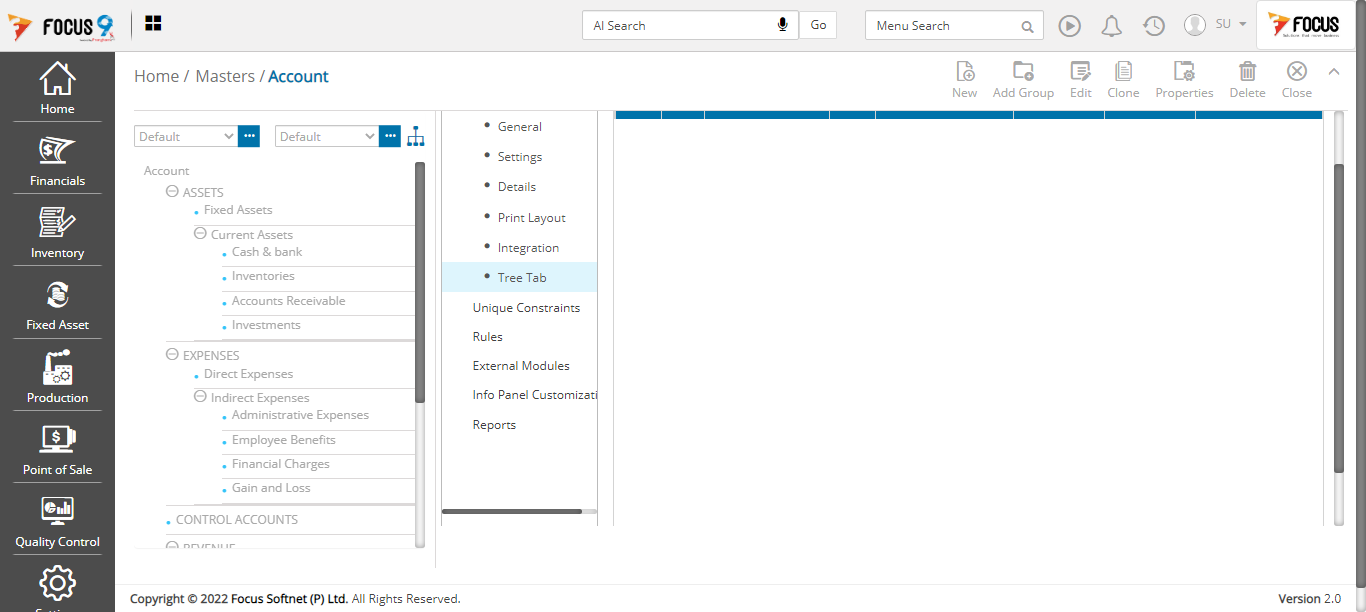 FOCUS 9
AI Search
Go
Menu Search
SU
FOCUS
Home
Financials
Inventory
Fixed Asset
Production
Point of Sale
Quality Control
Home / Masters / Account
New
Add Group
Edit
Clone
Properties
Delete
Close
Default
Default
Account
ASSETS
Fixed Assets
Current Assets
Cash & bank
Inventories
Accounts Receivable
Investments
EXPENSES
Direct Expenses
Indirect Expenses
Administrative Expenses
Employee Benefits
Financial Charges
Gain and Loss
CONTROL ACCOUNTS
REVENUE
General
Settings
Details
Print Layout
Integration
Tree Tab
Unique Constraints
Rules
External Modules
Info Panel Customizati
Reports
Copyright © 2022 Focus Softnet (P) Ltd. All Rights Reserved.
Version 2.0